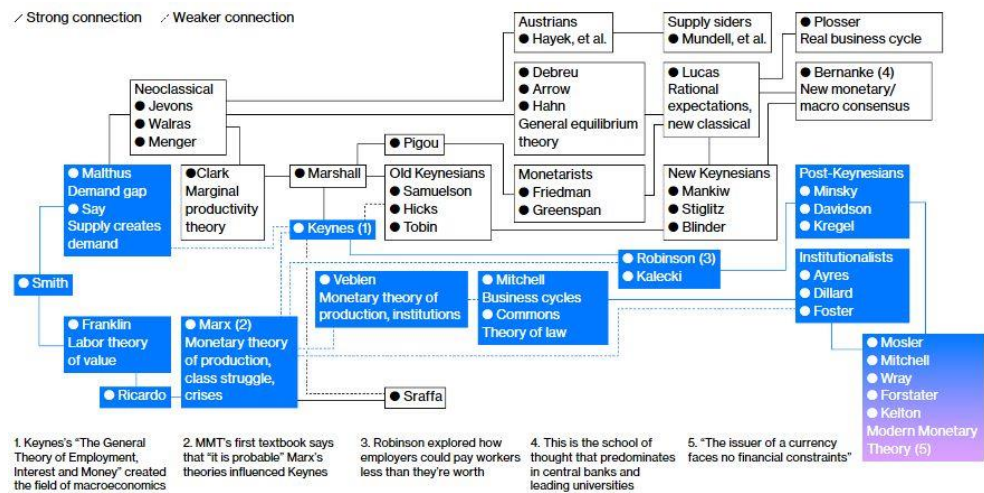 Strong connection
Weaker connection
Austrians
Hayek, et al.
Supply siders
Mundell, et al.
Plosser
Real business cycle
Neoclassical
Jevons
Walras
Menger
Debreu
Arrow
Hahn
General equilibrium
theory
Lucas
Rational
expectations,
new classical
Bernanke (4)
New monetary/
macro consensus
Pigou
Malthus
Demand gap
Say
Supply creates
demand
Clark
Marginal
productivity
theory
Marshall
Old Keynesians
Samuelson
Hicks
Tobin
Monetarists
Friedman
Greenspan
New Keynesians
Mankiw
Stiglitz
Blinder
Post-Keynesians
Minsky
Davidson
Kregel
Keynes (1)
Robinson (3)
Kalecki
Smith
Veblen
Monetary theory of
production, institutions
Mitchell
Business cycles
Commons
Theory of law
Institutionalists
Ayres
Dillard
Foster
Franklin
Labor theory
of value
Marx (2)
Monetary theory
of production,
class struggle,
crises
Ricardo
Sraffa
Mosler
Mitchell
Wray
Forstater
Kelton
Modern Monetary
Theory (5)
1. Keynes's "The General
Theory of Employment,
Interest and Money" created
the field of macroeconomics
2. MMT's first textbook says
that "it is probable" Marx's
theories influenced Keynes
3. Robinson explored how
employers could pay workers
less than they're worth
4. This is the school of
thought that predominates
in central banks and
leading universities
5. "The issuer of a currency
faces no financial constraints"